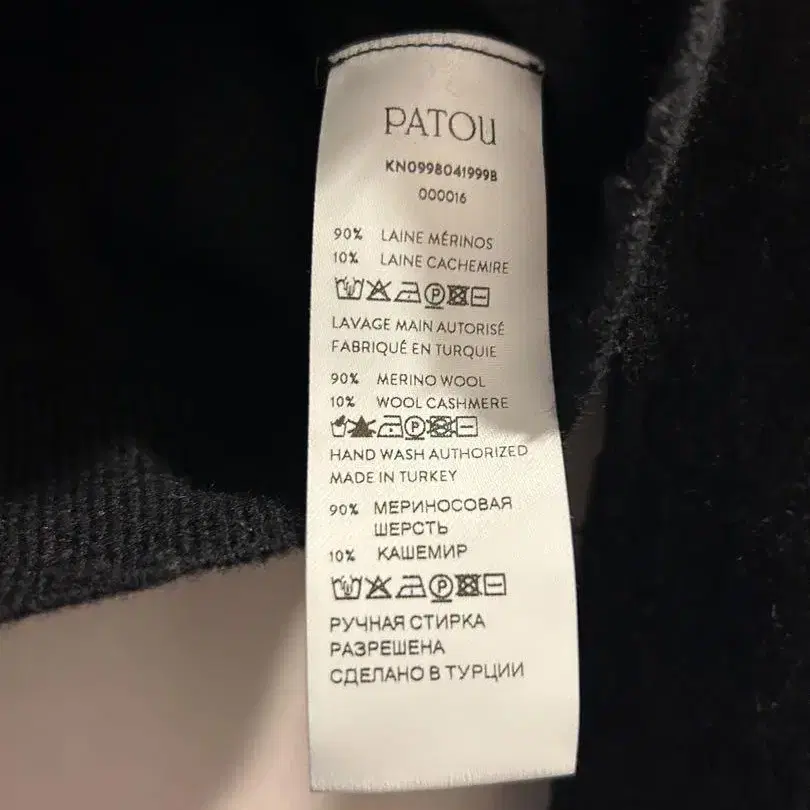 PATOU
KN0998041999B
000016
90% LAINE MÉRINOS
10% LAINE CACHEMIRE
LAVAGE MAIN AUTORISÉ
FABRIQUÉ EN TURQUIE
90% MERINO WOOL
10% WOOL CASHMERE
HAND WASH AUTHORIZED
MADE IN TURKEY
90% МЕРИНОСОВАЯ
ШЕРСТЬ
10% КАШЕМИР
РУЧНАЯ СТИРКА
РАЗРЕШЕНА
СДЕЛАНО В ТУРЦИИ